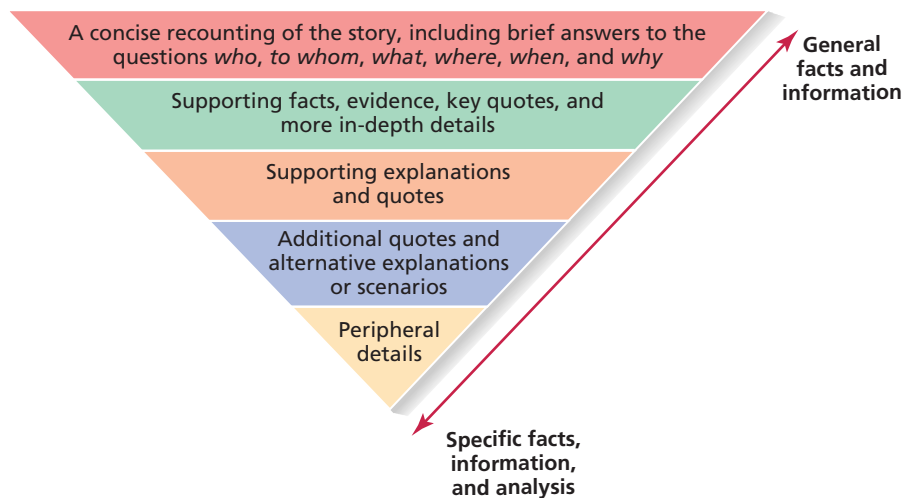 A concise recounting of the story, including brief answers to the
questions who, to whom, what, where, when, and why
General
facts and
information
Supporting facts, evidence, key quotes, and
more in-depth details
Supporting explanations
and quotes
Additional quotes and
alternative explanations
or scenarios
Peripheral
details
Specific facts,
information,
and analysis